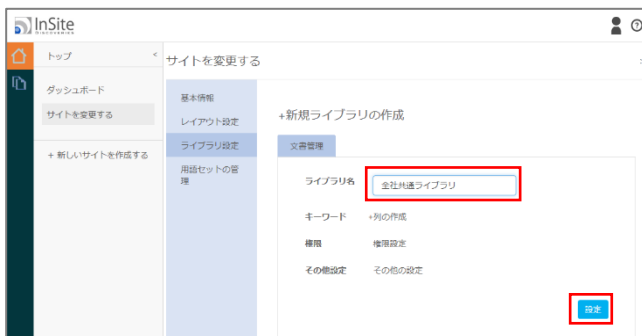 InSite
トップ <
サイトを変更する
ダッシュボード
サイトを変更する
+ 新しいサイトを作成する
基本情報
レイアウト設定
ライブラリ設定
用語セットの管
理
+新規ライブラリの作成
文書管理
ライブラリ名 全社共通ライブラリ
キーワード +列の作成
権限 権限設定
その他設定 その他の設定
設定